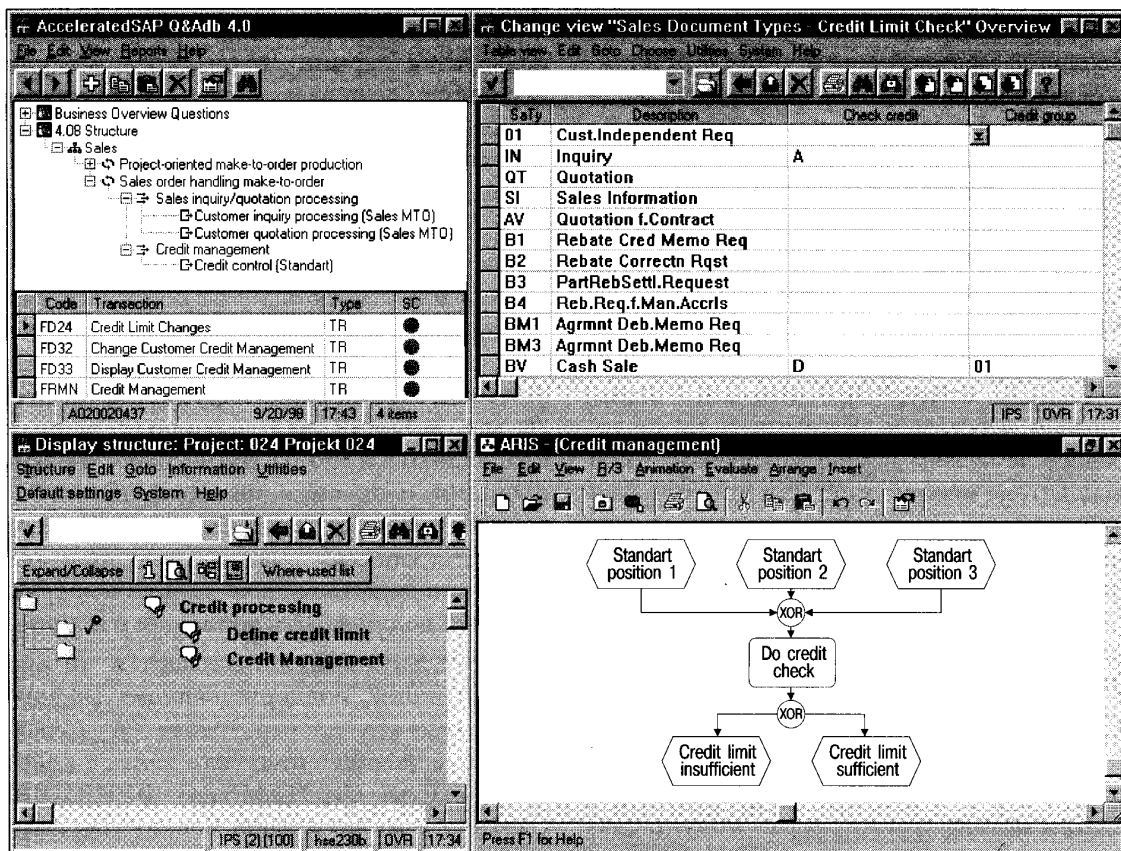 AcceleratedSAP Q&Adb 4.0
File Edit View Reports Help
Business Overview Questions
4.08 Structure
Sales
Project-oriented make-to-order production
Sales order handling make-to-order
Sales inquiry/quotation processing
Customer inquiry processing (Sales MTO)
Customer quotation processing (Sales MTO)
Credit management
Credit control (Standart)
Code Transaction Type SC
FD24 Credit Limit Changes TR
FD32 Change Customer Credit Management TR
FD33 Display Customer Credit Management TR
FRMN Credit Management TR
A020020437 9/20/98 17:43 4 items
Change view "Sales Document Types - Credit Limit Check" Overview
Table view Edit Goto Choose Utilities System Help
SaTy Description Check credit Credit group
01 Cust.Independent Req
IN Inquiry A
QT Quotation
SI Sales Information
AV Quotation f.Contract
B1 Rebate Cred Memo Req
B2 Rebate Correctn Rqst
B3 PartRebSettl.Request
B4 Reb.Req.f.Man.Accrls
BM1 Agrmnt Deb.Memo Req
BM3 Agrmnt Deb.Memo Req
BV Cash Sale D 01
IPS OVR 17:31
Display structure: Project: 024 Projekt 024
Structure Edit Goto Information Utilities
Default settings System Help
Expand/Collapse Where-used list
Credit processing
Define credit limit
Credit Management
IPS (2) (100) hse230b OVR 17:34
ARIS - (Credit management)
File Edit View R/3 Animation Evaluate Arrange Insert
Standart position 1
Standart position 2
Standart position 3
XOR
Do credit
check
XOR
Credit limit
insufficient
Credit limit
sufficient
Press F1 for Help